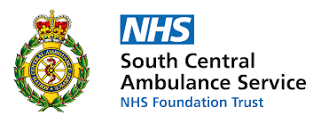 NHS
South Central
Ambulance Service
NHS Foundation Trust